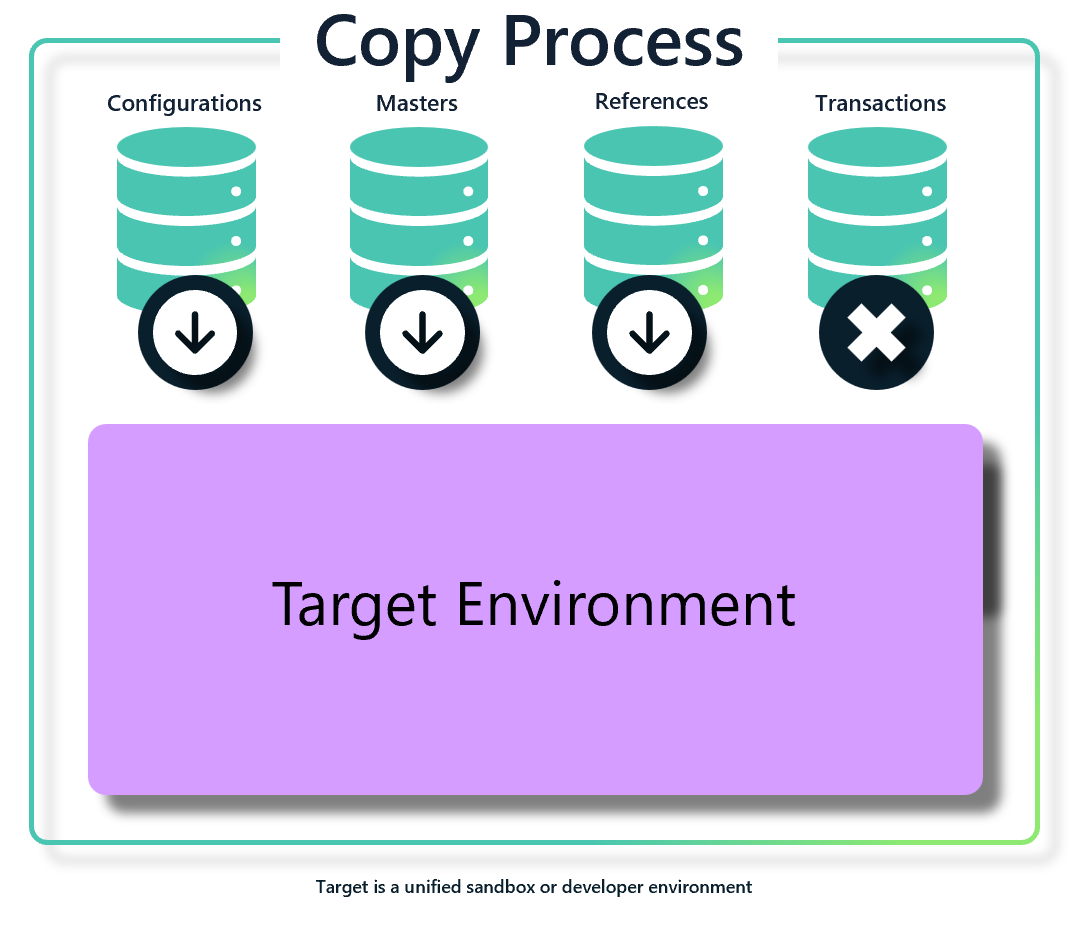 Copy Process
Configurations
Masters
References
Transactions
Target Environment
Target is a unified sandbox or developer environment